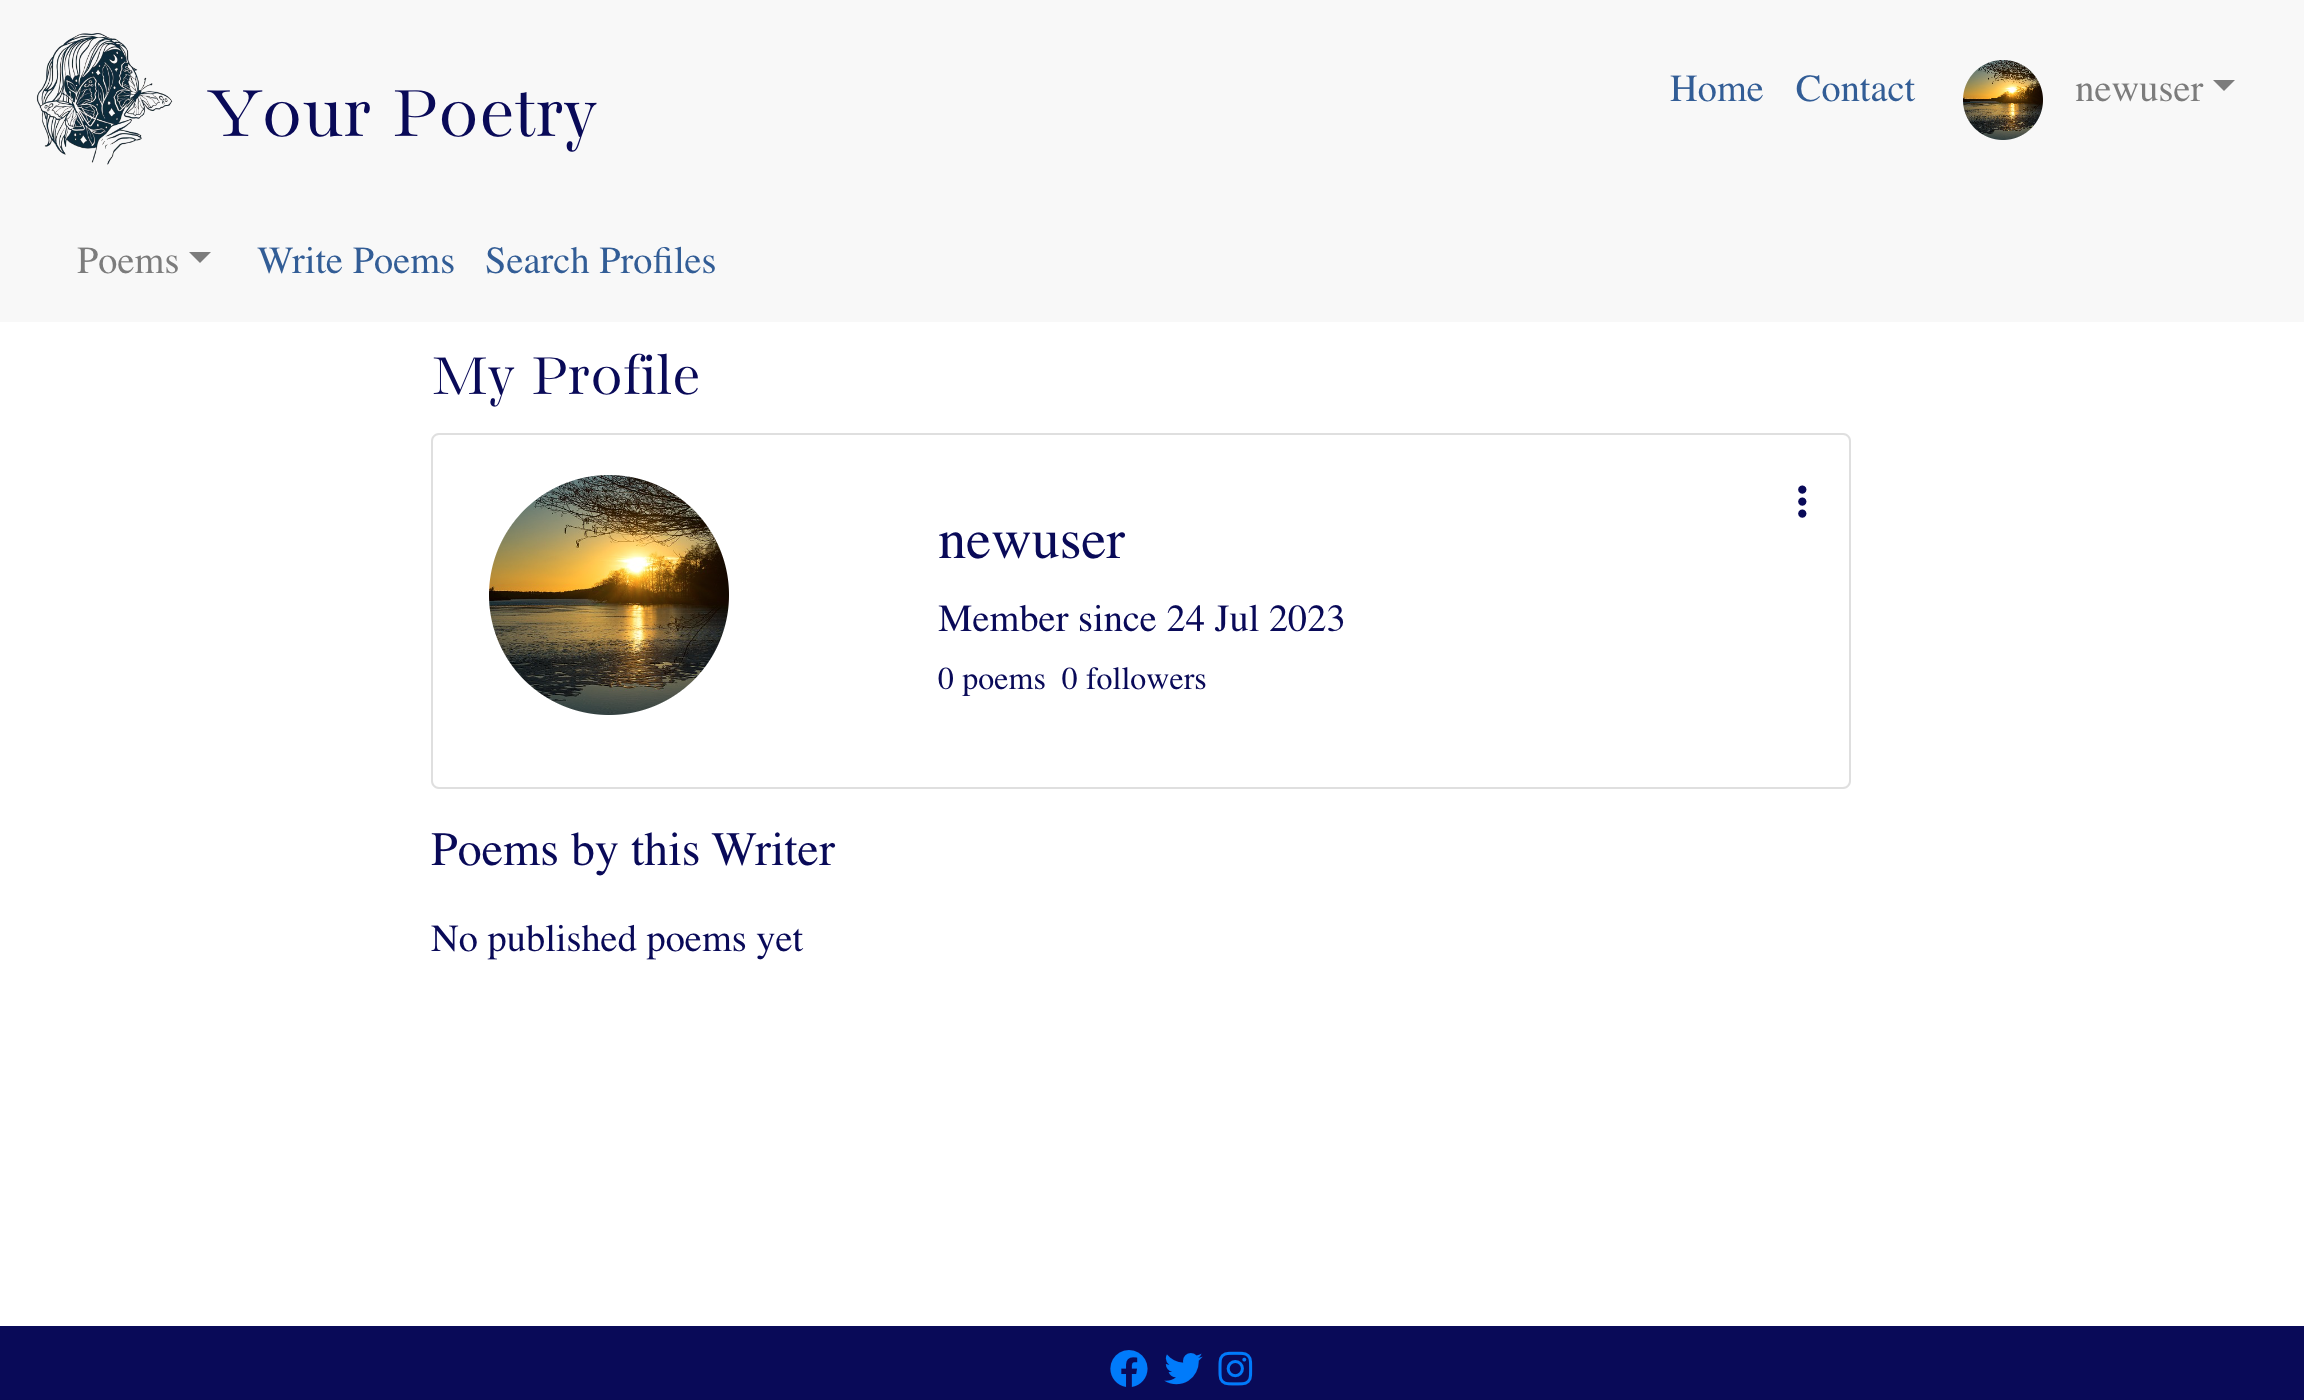 Your Poetry
Home Contact newuser
Poems Write Poems Search Profiles
My Profile
newuser
Member since 24 Jul 2023
0 poems 0 followers
Poems by this Writer
No published poems yet